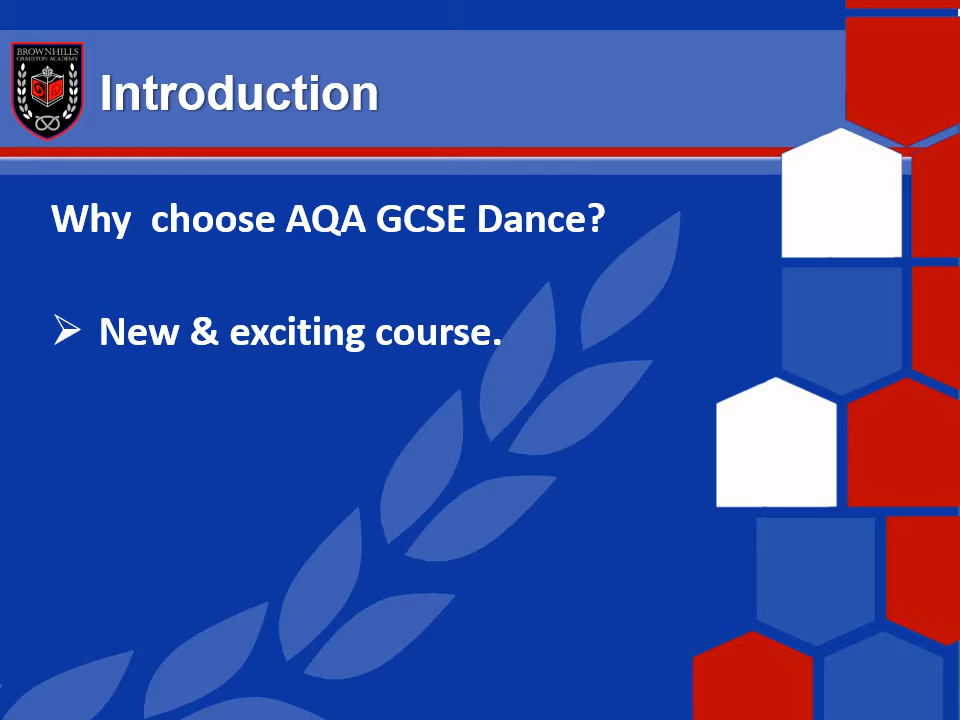 BROWNHILLS
ORMISTON ACADEMY
Introduction
Why  choose AQA GCSE Dance?
➢ New & exciting course.